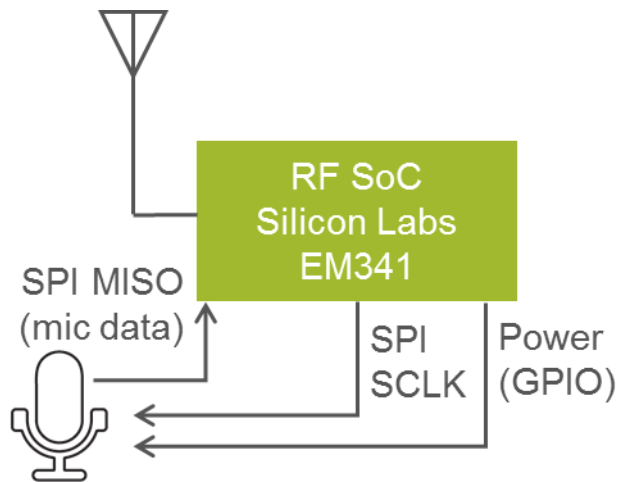 RF SoC
Silicon Labs
EM341
SPI MISO
(mic data)
SPI
SCLK
Power
(GPIO)